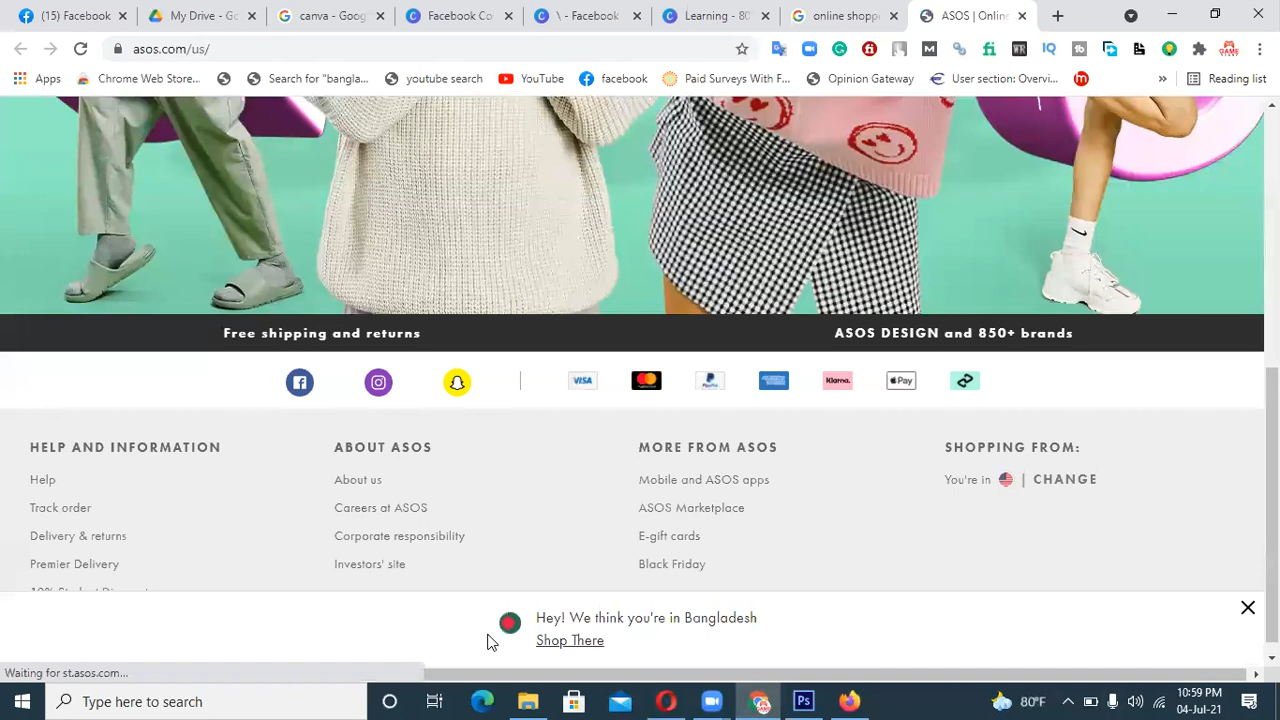 (15) Facebook
My Drive - Go
canva - Goog
Facebook Co
\ - Facebook
Learning - 80
online shopp
ASOS | Onlin
asos.com/us/
Apps
Chrome Web Store...
Search for "bangla...
youtube search
YouTube
facebook
Paid Surveys With F...
Opinion Gateway
User section: Overvi...
»
Reading list
Free shipping and returns
ASOS DESIGN and 850+ brands
VISA
Klarna.
Pay
HELP AND INFORMATION
ABOUT ASOS
MORE FROM ASOS
SHOPPING FROM:
Help
About us
Mobile and ASOS apps
You're in | CHANGE
Track order
Careers at ASOS
ASOS Marketplace
Delivery & returns
Corporate responsibility
E-gift cards
Premier Delivery
Investors' site
Black Friday
10% Student Discount
Hey! We think you're in Bangladesh
Shop There
Waiting for st.asos.com...
Type here to search
80°F
10:59 PM
04-Jul-21